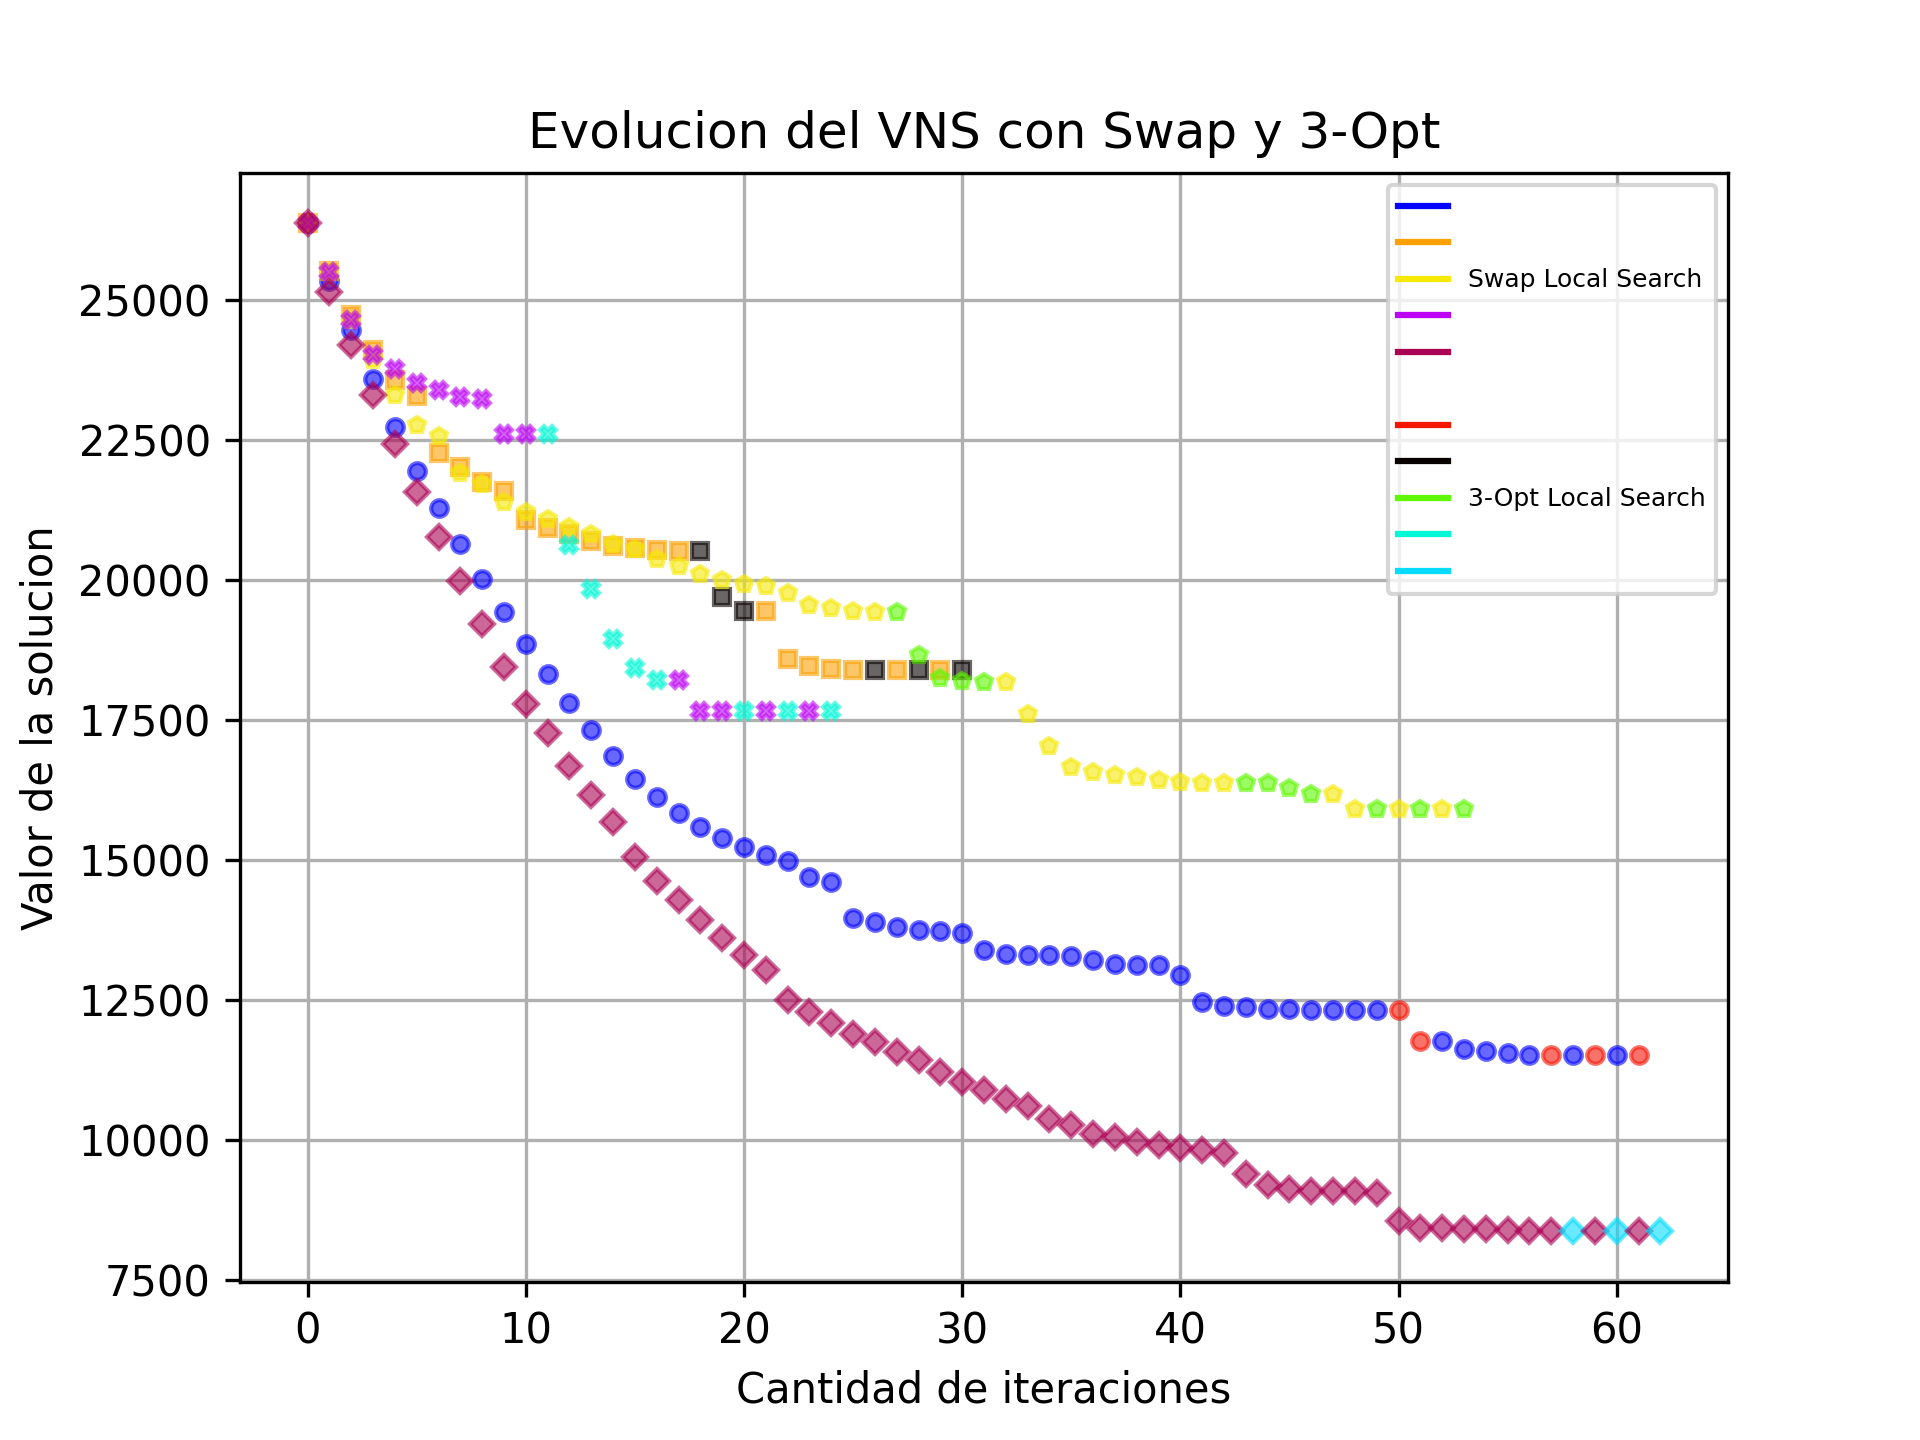 Evolucion del VNS con Swap y 3-Opt
Valor de la solucion
25000
22500
20000
17500
15000
12500
10000
7500
Swap Local Search
3-Opt Local Search
0 10 20 30 40 50 60
Cantidad de iteraciones